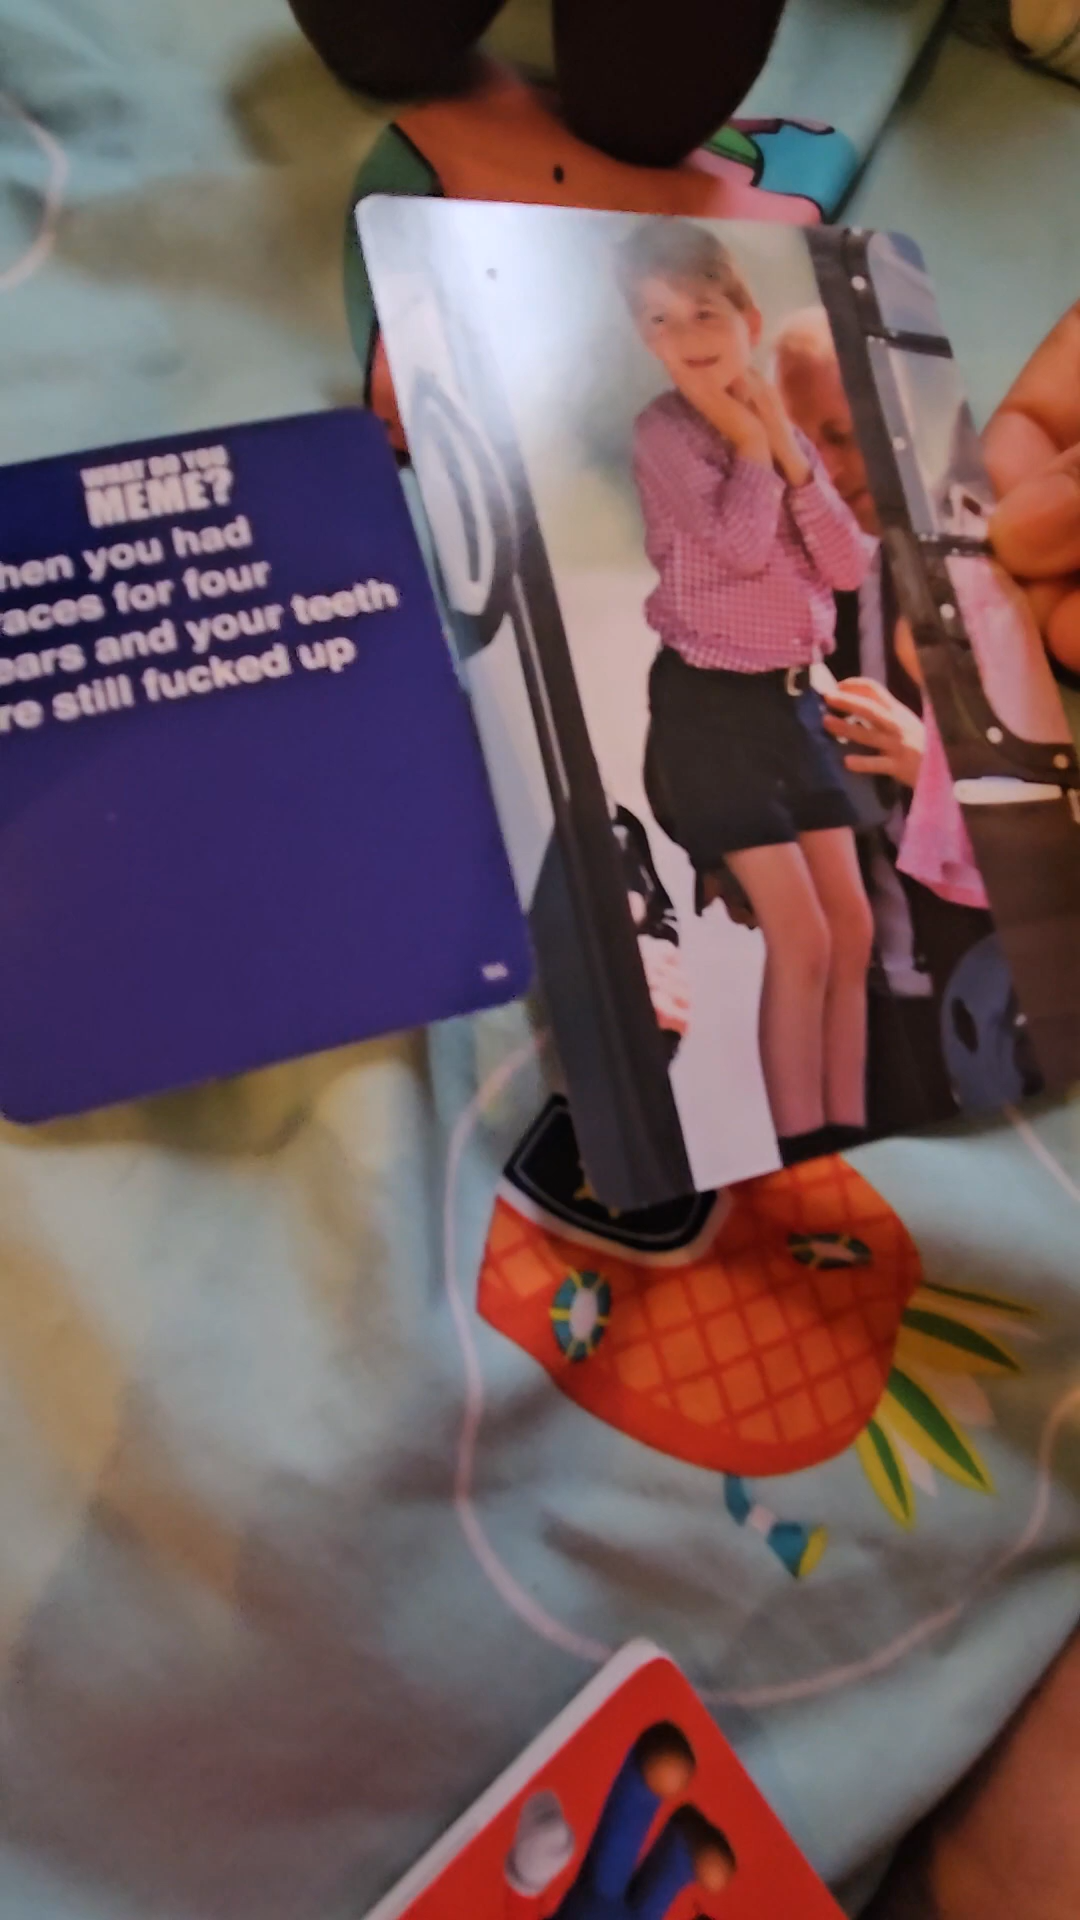 WHAT DO YOU
MEME?
hen you had
races for four
ears and your teeth
re still fucked up